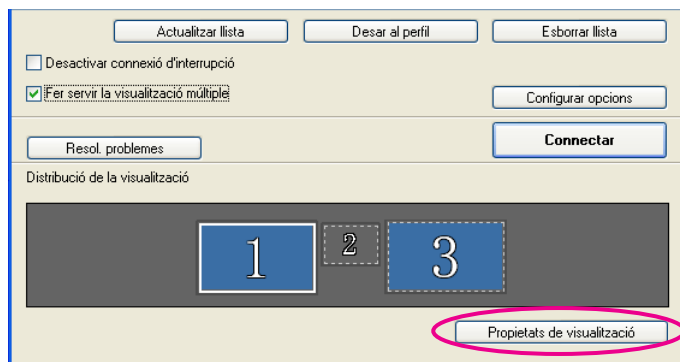 Actualitzar llista
Desar al perfil
Esborrar llista
Desactivar connexió d'interrupció
Fer servir la visualització múltiple
Configurar opcions
Connectar
Resol. problemes
Distribució de la visualització
1
2
3
Propietats de visualització